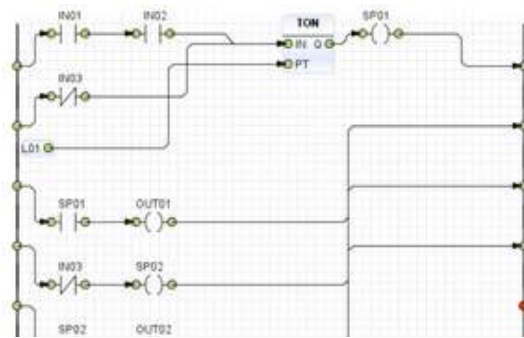 IN01 IN02 TON SP01
IN Q
IN03 PT
L01
SP01 OUT01
IN03 SP02
SP02 OUT02